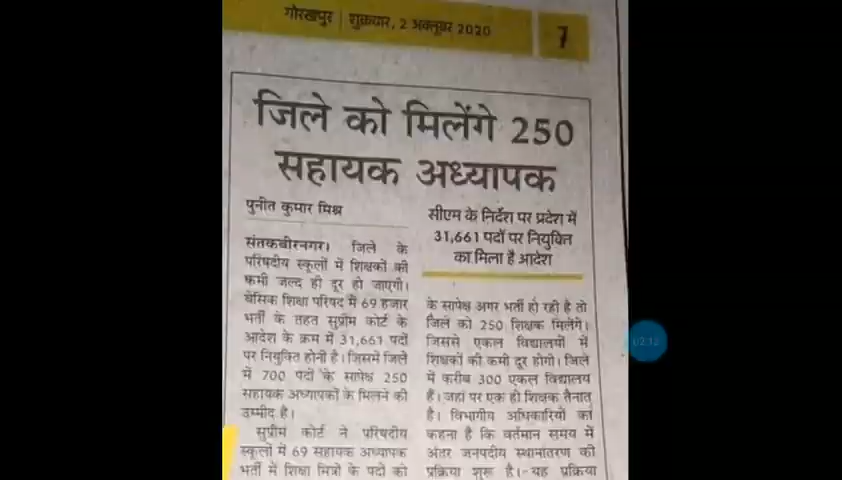 गोरखपुर | शुक्रवार, 2 अक्तूबर 2020
7
जिले को मिलेंगे 250
सहायक अध्यापक
पुनीत कुमार मिश्र
संतकबीरनगर। जिले के
परिषदीय स्कूलों में शिक्षकों की
कमी जल्द ही दूर हो जाएगी।
बेसिक शिक्षा परिषद में 69 हजार
भर्ती के तहत सुप्रीम कोर्ट के
आदेश के क्रम में 31,661 पदों
पर नियुक्ति होनी है। जिसमें जिले
में 700 पदों के सापेक्ष 250
सहायक अध्यापकों के मिलने की
उम्मीद है।
सुप्रीम कोर्ट ने परिषदीय
स्कूलों में 69 सहायक अध्यापक
भर्ती में शिक्षा मित्रों के पदों को
सीएम के निर्देश पर प्रदेश में
31,661 पदों पर नियुक्ति
का मिला है आदेश
के सापेक्ष अगर भर्ती हो रही है तो
जिले को 250 शिक्षक मिलेंगे।
जिससे एकल विद्यालयों में
शिक्षकों की कमी दूर होगी। जिले
में करीब 300 एकल विद्यालय
हैं। जहां पर एक ही शिक्षक तैनात
है। विभागीय अधिकारियों का
कहना है कि वर्तमान समय में
अंतर जनपदीय स्थानांतरण की
प्रक्रिया शुरू है। यह प्रक्रिया
02:12